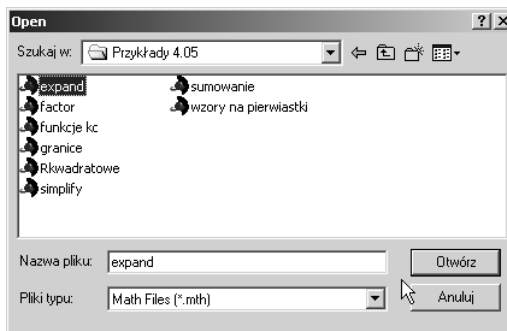 Open
Szukaj w: Przykłady 4.05
expand
factor
funkcje kc
granice
Rkwadratowe
simplify
sumowanie
wzory na pierwiastki
Nazwa pliku: expand Otwórz
Pliki typu: Math Files (*.mth) Anuluj